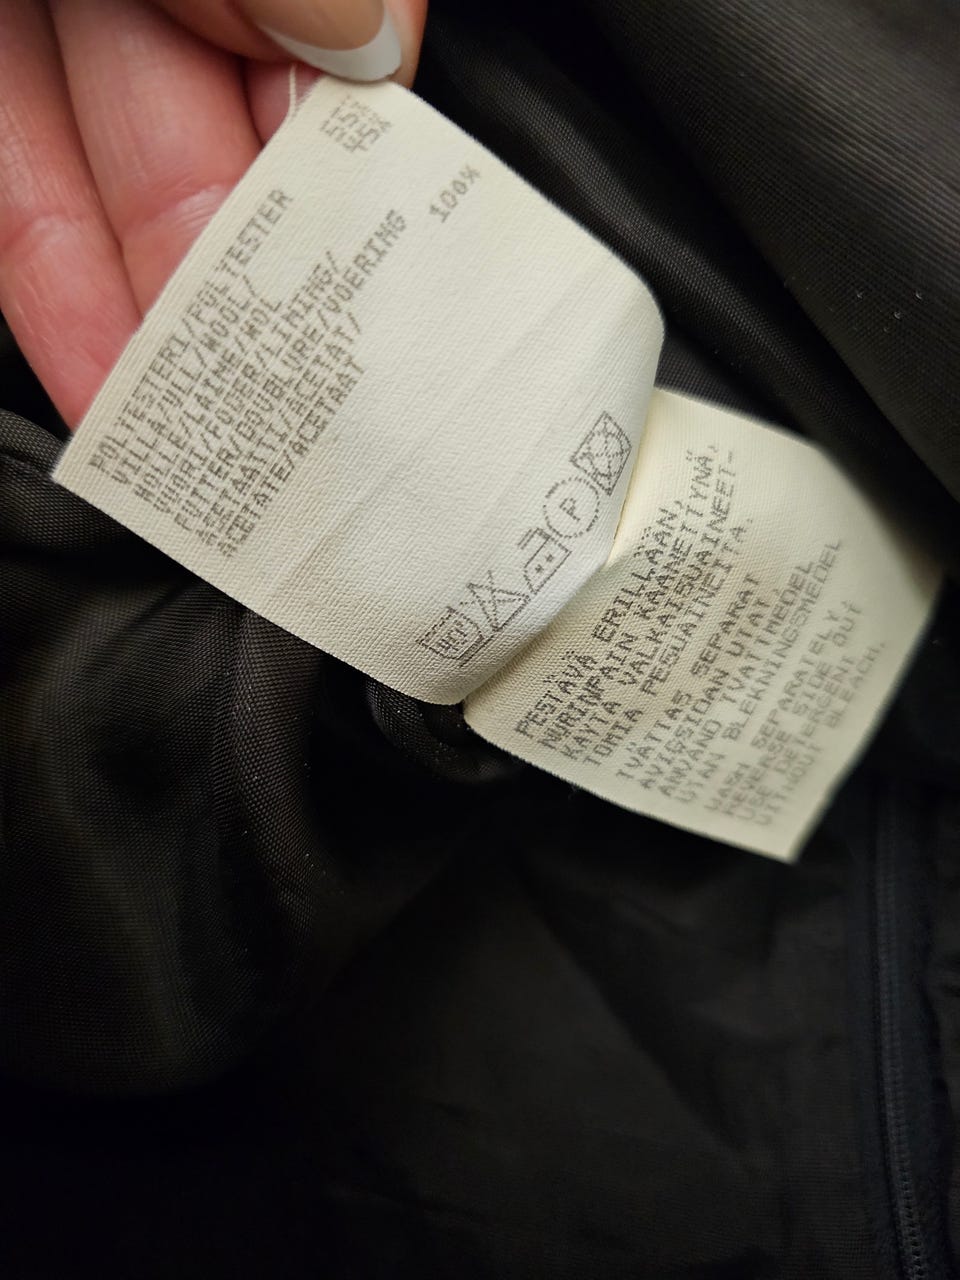 POLYESTERI/POLYESTER 55%
VILLA/ULL/WOOL/ 45%
WOLLE/LAINE/WOL
VUORI/FODER/LINING/
FUTTER/DOUBLURE/VOERING
ASETAATTI/ACETAT/ 100%
ACETATE/ACETAAT
40° P
PESTÄVÄ ERILLÄÄN,
NURINPÄIN KÄÄNNETTYNÄ,
KÄYTÄ VALKAISUAINEET-
TOMIA PESUAINEITA.
TVÄTTAS SEPARAT
AVIGSIDAN UTÅT
ANVÄND TVÄTTMEDEL
UTAN BLEKNINGSMEDEL
WASH SEPARATELY
REVERSE SIDE OUT
USE DETERGENT
WITHOUT BLEACH.